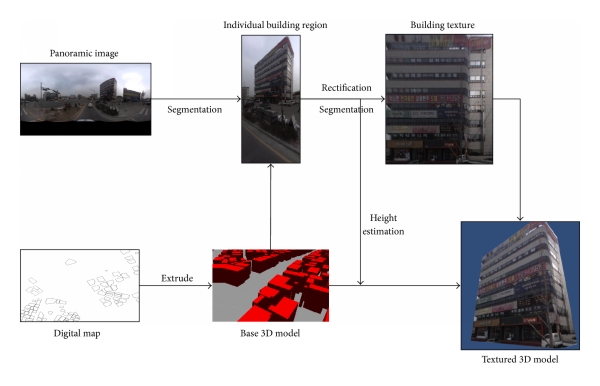 Individual building region
Building texture
Panoramic image
Rectification
Segmentation
Segmentation
Height
estimation
Extrude
Digital map
Base 3D model
Textured 3D model